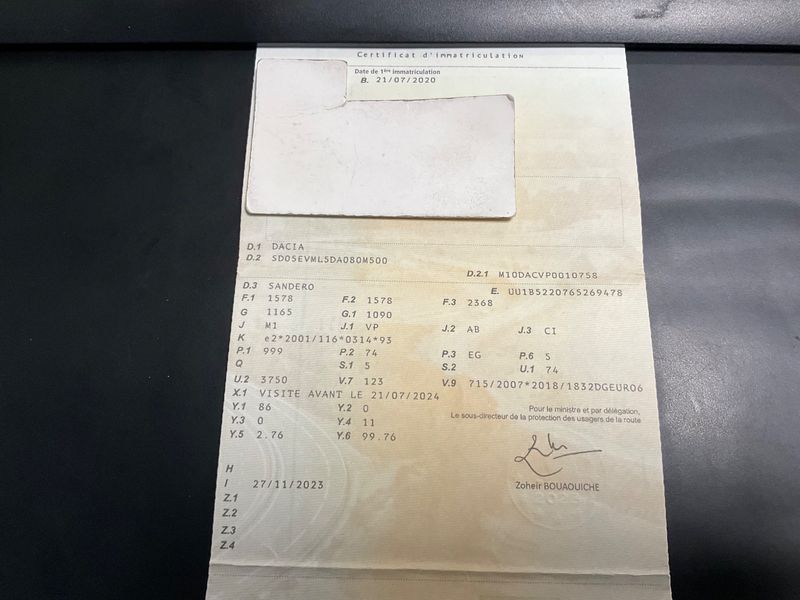 Certificat d'immatriculation
Date de 1ère immatriculation
B. 21/07/2020
D.1 DACIA
D.2 SD0SEVML5DA080M500
D.2.1 M10DACVP0010758
D.3 SANDERO
E. UU1B5220765269478
F.1 1578 F.2 1578 F.3 2368
G 1165 G.1 1090
J M1 J.1 VP J.2 AB J.3 CI
K e2*2001/116*0314*93
P.1 999 P.2 74 P.3 EG P.6 5
Q S.1 5 S.2 U.1 74
U.2 3750 V.7 123 V.9 715/2007*2018/1832DGEURO6
X.1 VISITE AVANT LE 21/07/2024
Y.1 86 Y.2 0
Y.3 0 Y.4 11
Y.5 2.76 Y.6 99.76
Pour le ministre et par délégation,
Le sous-directeur de la protection des usagers de la route
Zoheir BOUAOUICHE
H
I 27/11/2023
Z.1
Z.2
Z.3
Z.4